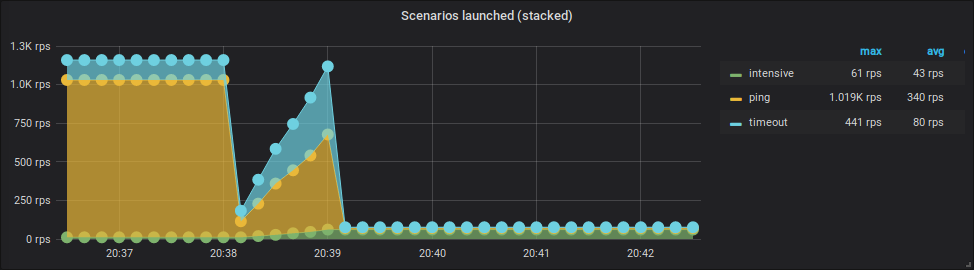 Scenarios launched (stacked)
1.3K rps
1.0K rps
750 rps
500 rps
250 rps
0 rps
20:37 20:38 20:39 20:40 20:41 20:42
max avg
intensive 61 rps 43 rps
ping 1.019K rps 340 rps
timeout 441 rps 80 rps